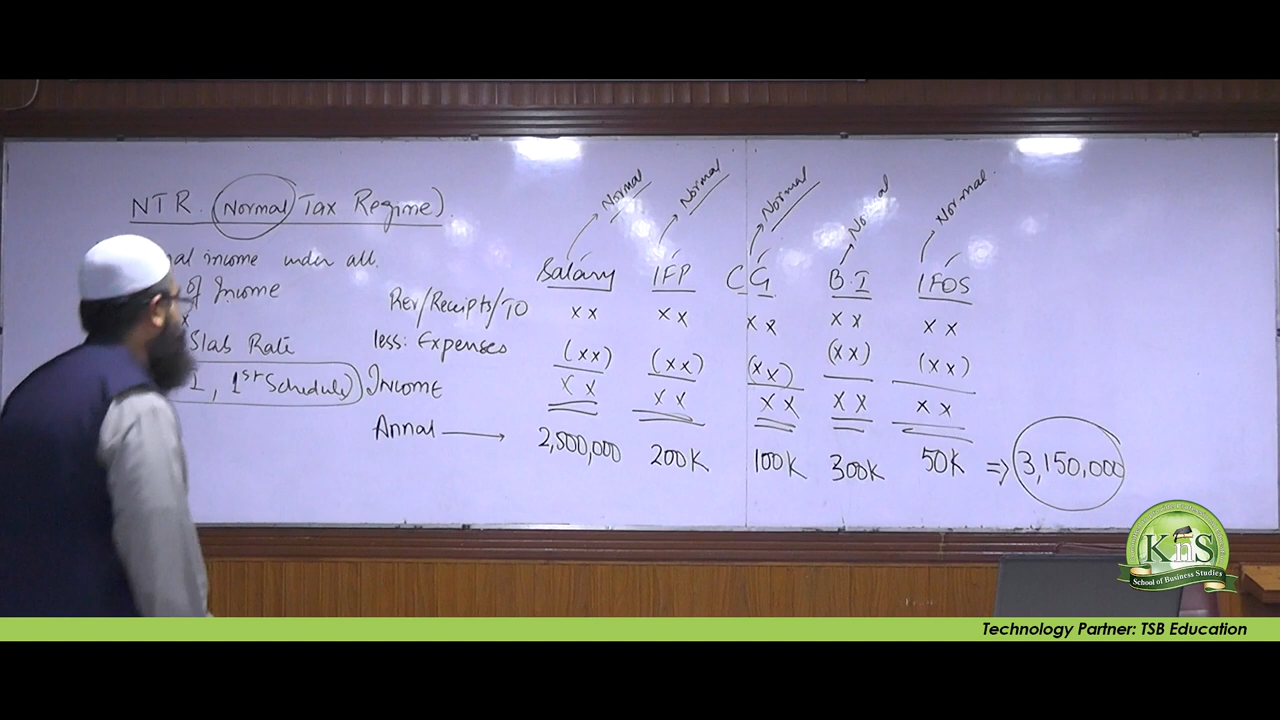 NTR. (Normal Tax Regime).
income under all.
of Income
Slab Rate
1st Schedule)
Normal Normal Normal Normal Normal.
Salary IFP CG B.I IFOS
Rev/Receipts/TO xx xx xx xx xx
less: Expenses (xx) (xx) (xx) (xx) (xx)
Income xx xx xx xx xx
Annal → 2,500,000 200K 100K 300K 50K => 3,150,000
KnS
School of Business Studies
Technology Partner: TSB Education